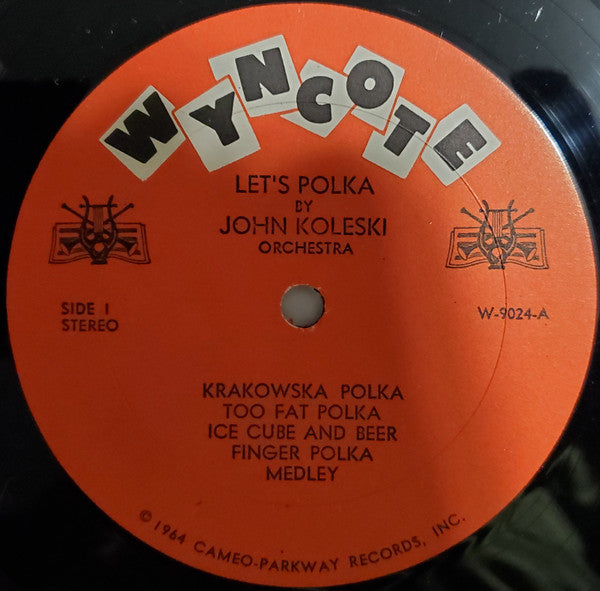 WYNCOTE
LET'S POLKA
BY
JOHN KOLESKI
ORCHESTRA
SIDE 1
STEREO
W-9024-A
KRAKOWSKA POLKA
TOO FAT POLKA
ICE CUBE AND BEER
FINGER POLKA
MEDLEY
© 1964 CAMEO-PARKWAY RECORDS, INC.